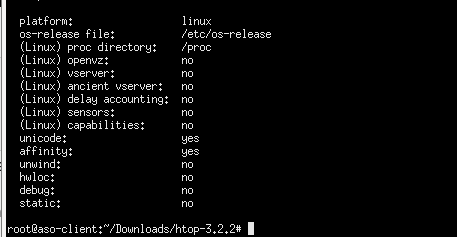 platform: linux
os-release file: /etc/os-release
(Linux) proc directory: /proc
(Linux) openvz: no
(Linux) vserver: no
(Linux) ancient vserver: no
(Linux) delay accounting: no
(Linux) sensors: no
(Linux) capabilities: no
unicode: yes
affinity: yes
unwind: no
hwloc: no
debug: no
static: no
root@aso-client:~/Downloads/htop-3.2.2#